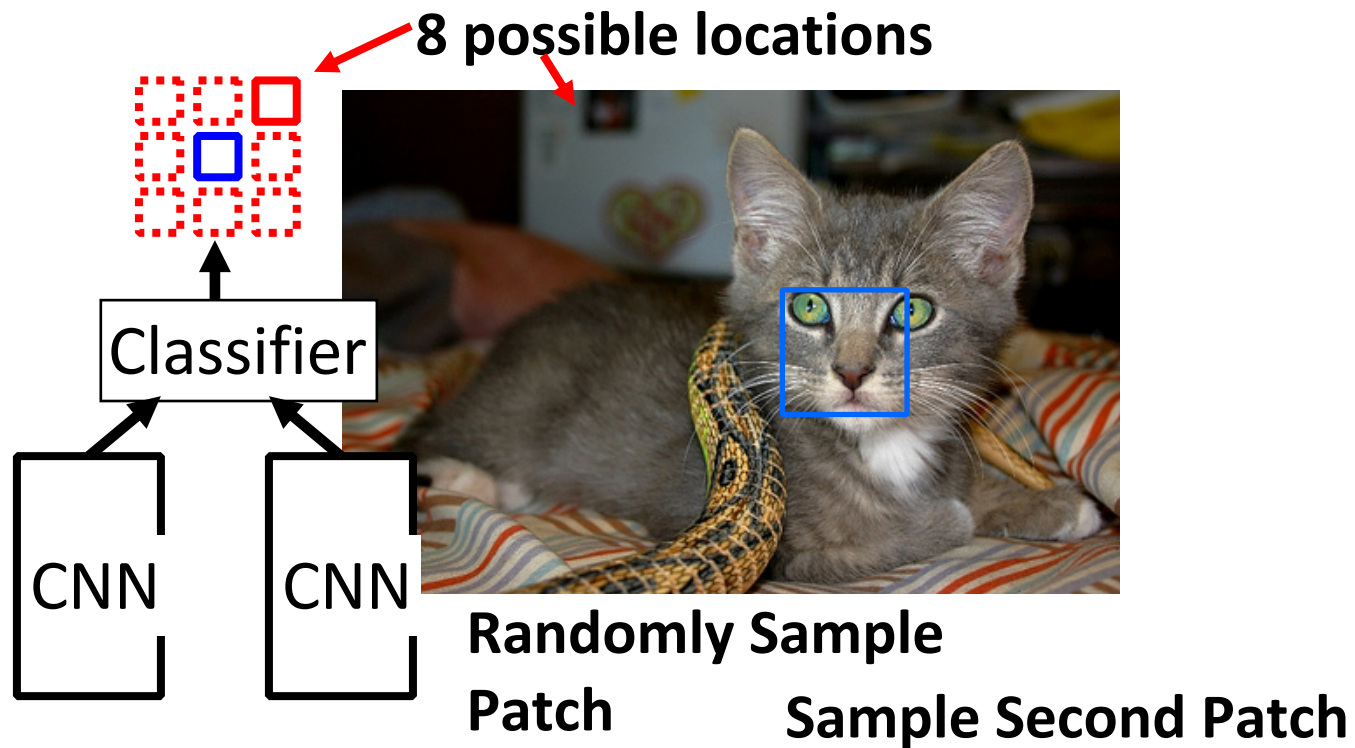 8 possible locations
Classifier
CNN
CNN
Randomly Sample
Patch
Sample Second Patch